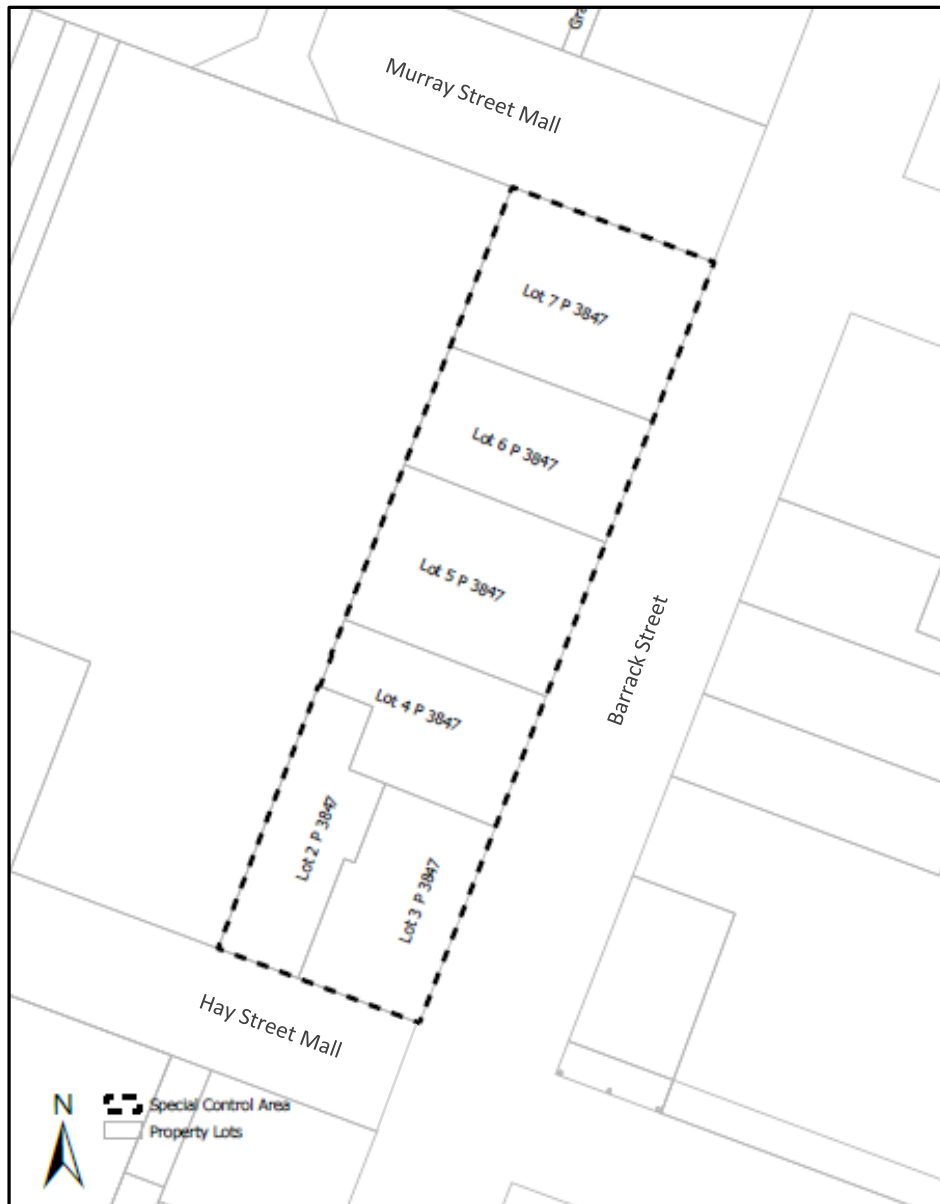 Gra
Murray Street Mall
Lot 7 P 3847
Lot 6 P 3847
Lot 5 P 3847
Barrack Street
Lot 4 P 3847
Lot 2 P 3847
Lot 3 P 3847
Hay Street Mall
N
Special Control Area
Property Lots